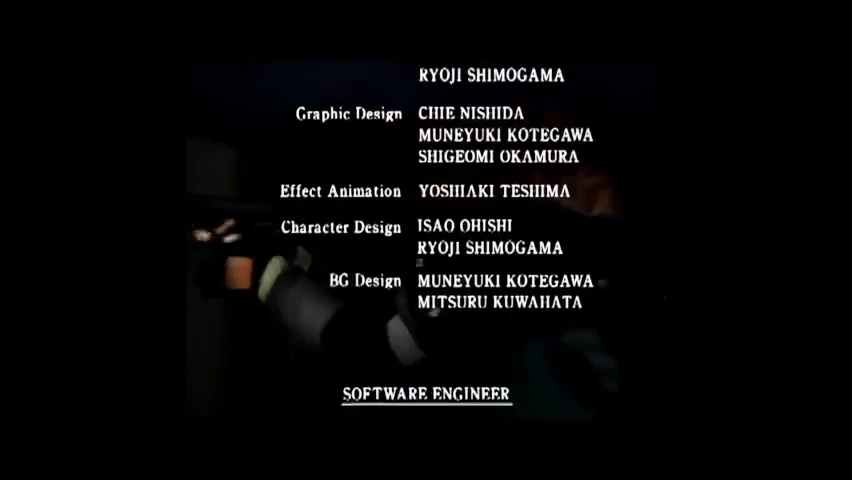 RYOJI SHIMOGAMA
Graphic Design CHIE NISHIDA
MUNEYUKI KOTEGAWA
SHIGEOMI OKAMURA
Effect Animation YOSHIAKI TESHIMA
Character Design ISAO OHISHI
RYOJI SHIMOGAMA
BG Design MUNEYUKI KOTEGAWA
MITSURU KUWAHATA
SOFTWARE ENGINEER